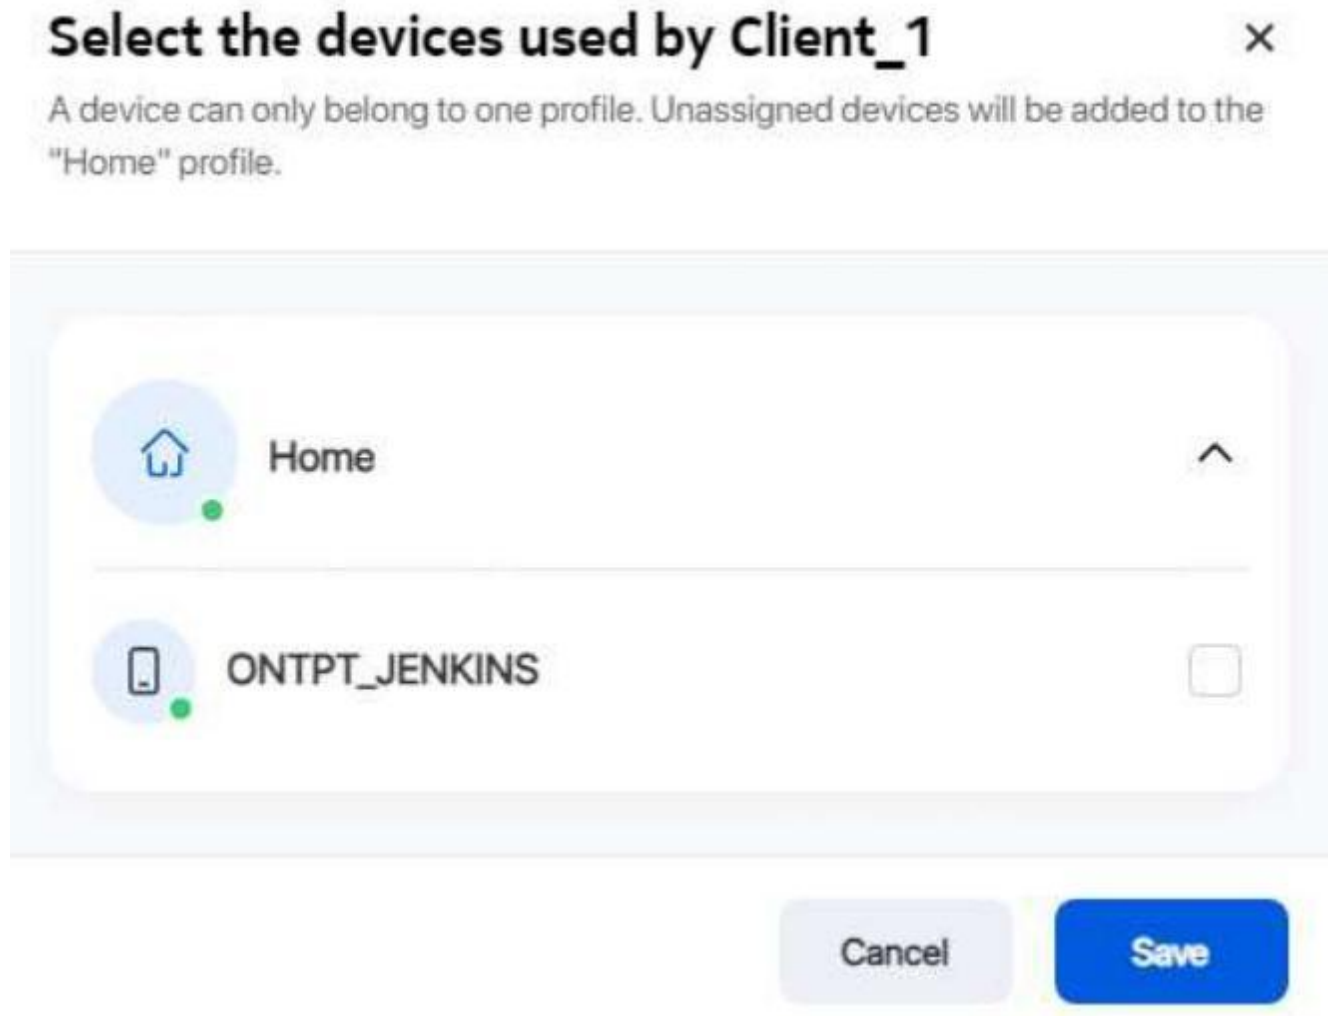 Select the devices used by Client_1
A device can only belong to one profile. Unassigned devices will be added to the
"Home" profile.
Home
ONTPT_JENKINS
Cancel
Save